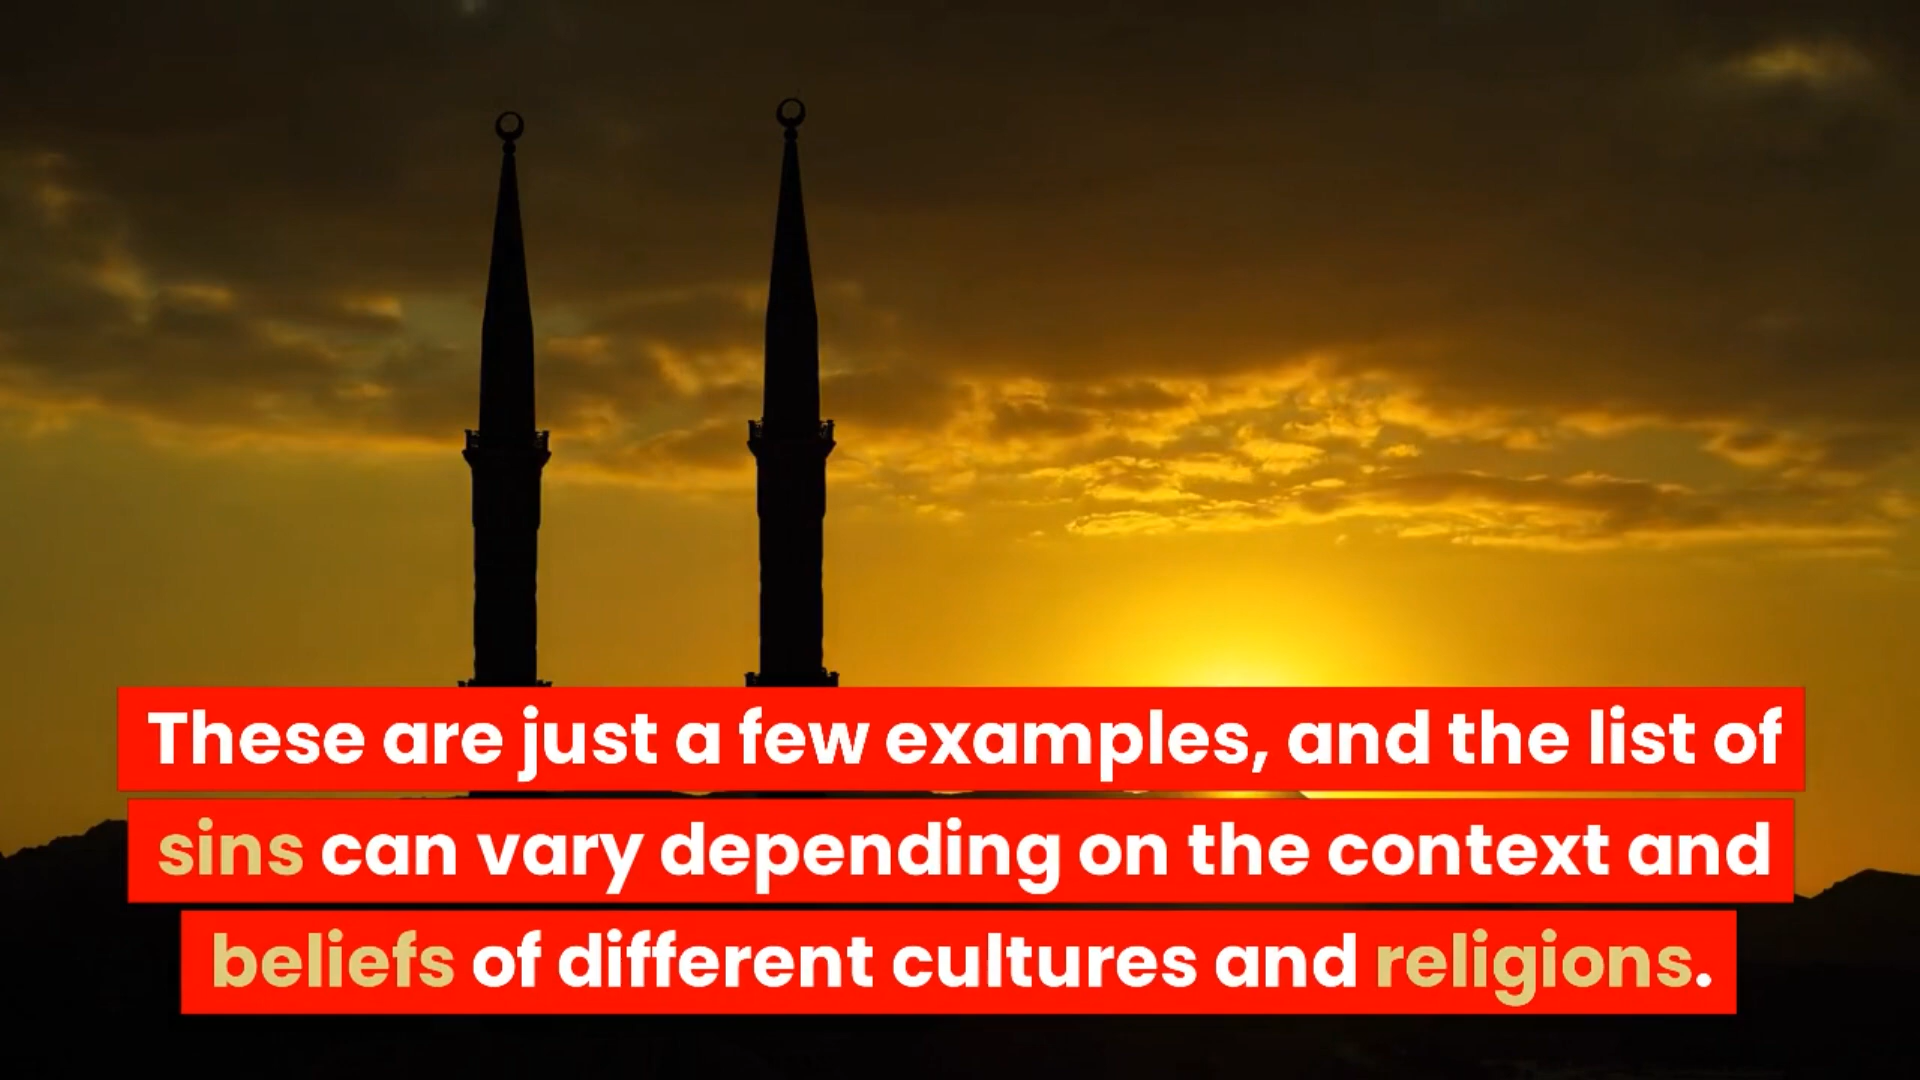 These are just a few examples, and the list of
sins can vary depending on the context and
beliefs of different cultures and religions.